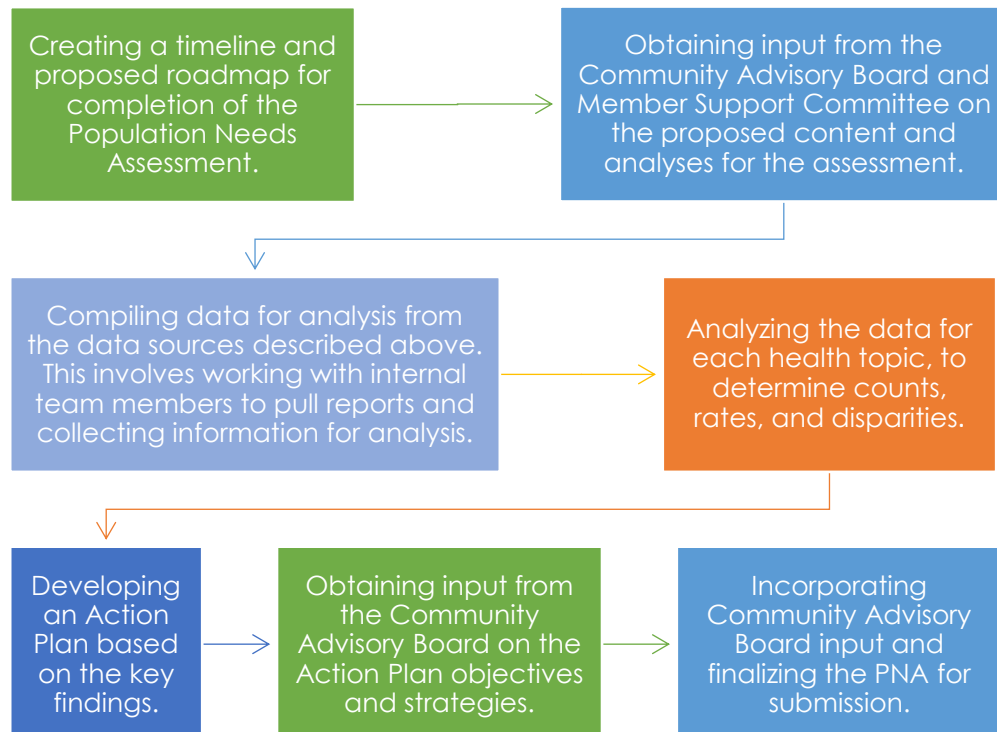 Creating a timeline and
proposed roadmap for
completion of the
Population Needs
Assessment.
Obtaining input from the
Community Advisory Board and
Member Support Committee on
the proposed content and
analyses for the assessment.
Compiling data for analysis from
the data sources described above.
This involves working with internal
team members to pull reports and
collecting information for analysis.
Analyzing the data for
each health topic, to
determine counts,
rates, and disparities.
Developing
an Action
Plan based
on the key
findings.
Obtaining input from
the Community
Advisory Board on the
Action Plan objectives
and strategies.
Incorporating
Community Advisory
Board input and
finalizing the PNA for
submission.